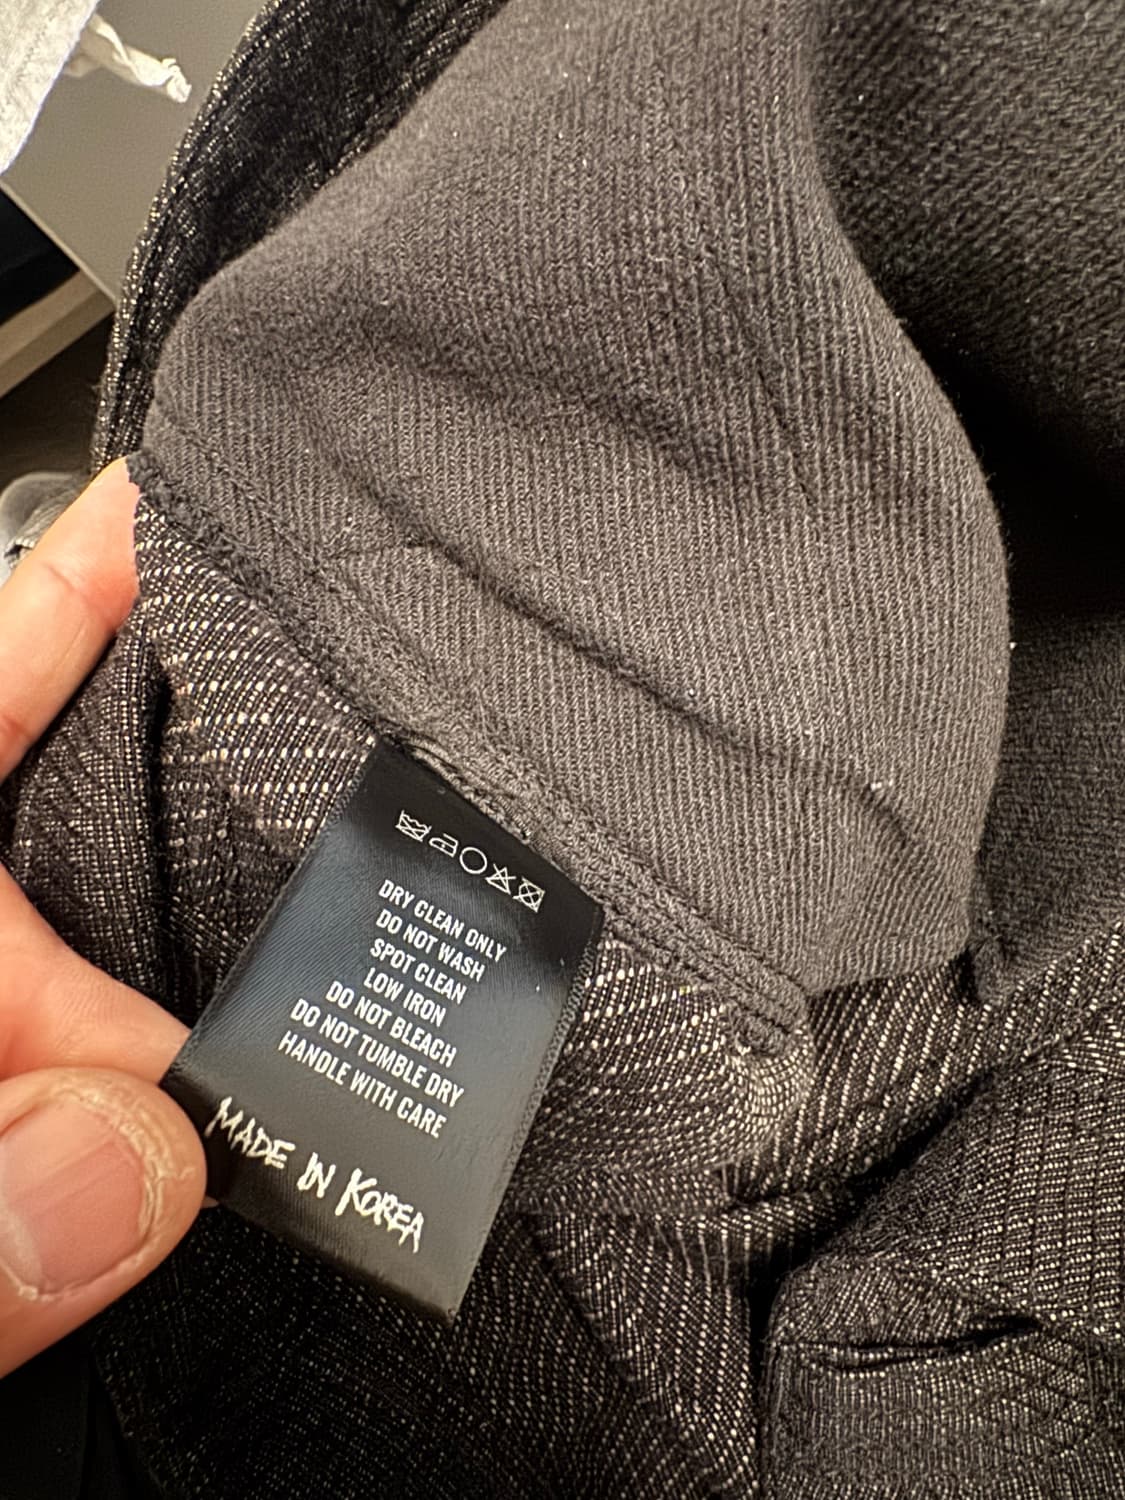 DRY CLEAN ONLY
DO NOT WASH
SPOT CLEAN
LOW IRON
DO NOT BLEACH
DO NOT TUMBLE DRY
HANDLE WITH CARE
MADE IN KOREA